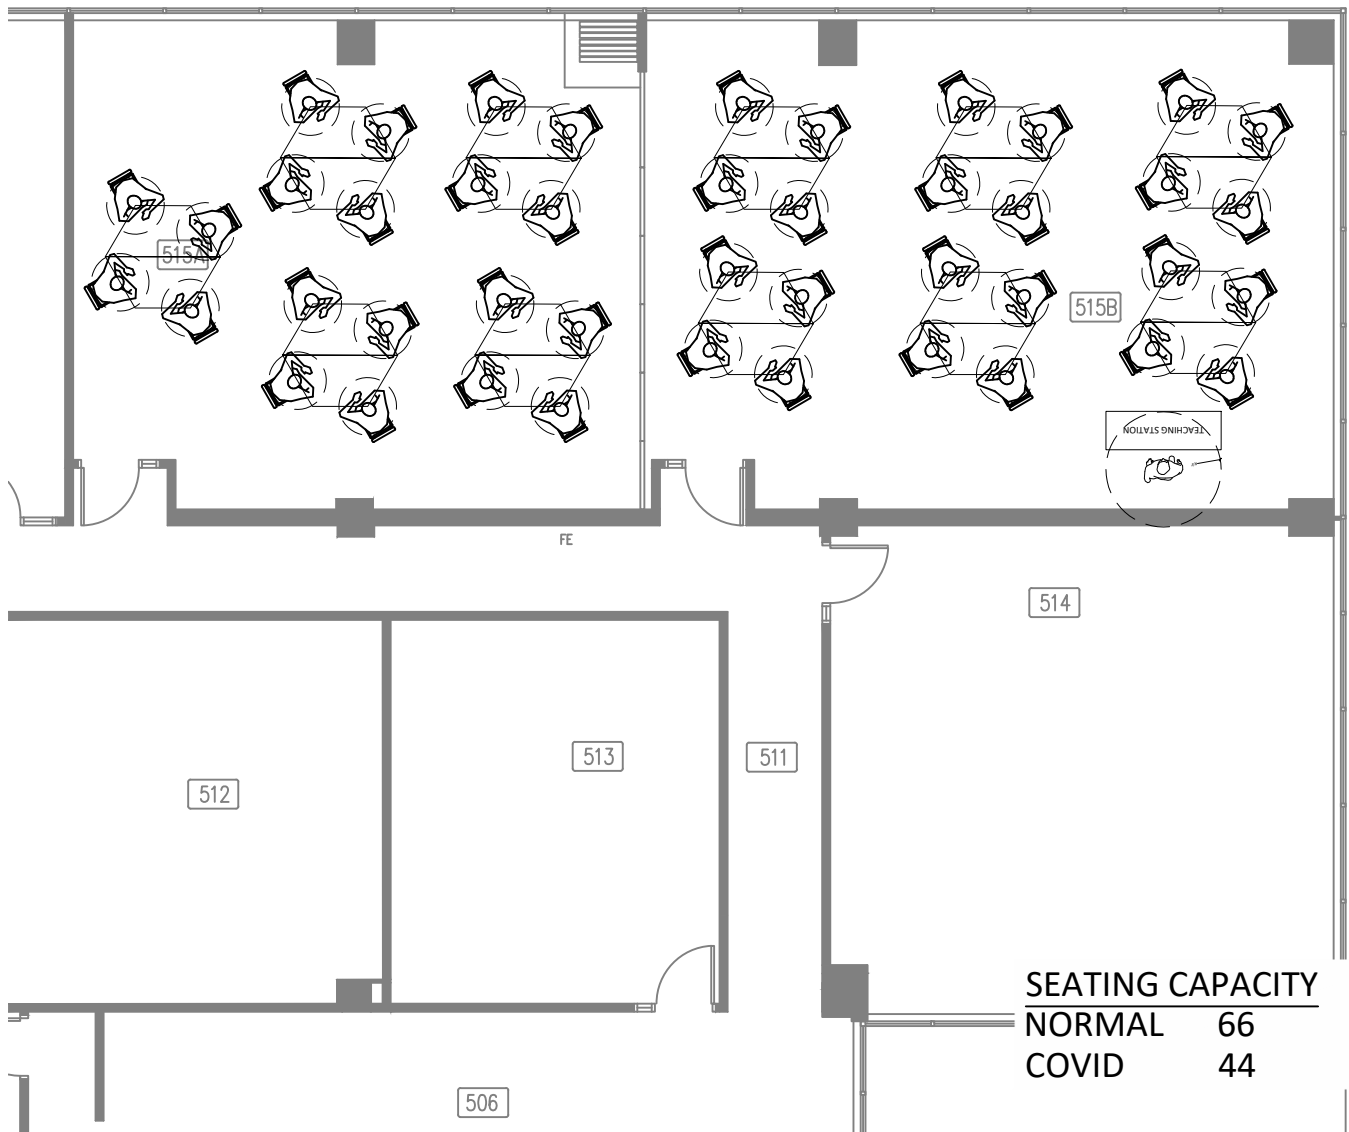 515A
515B
TEACHING STATION
FE
514
513
511
512
SEATING CAPACITY
NORMAL 66
COVID 44
506